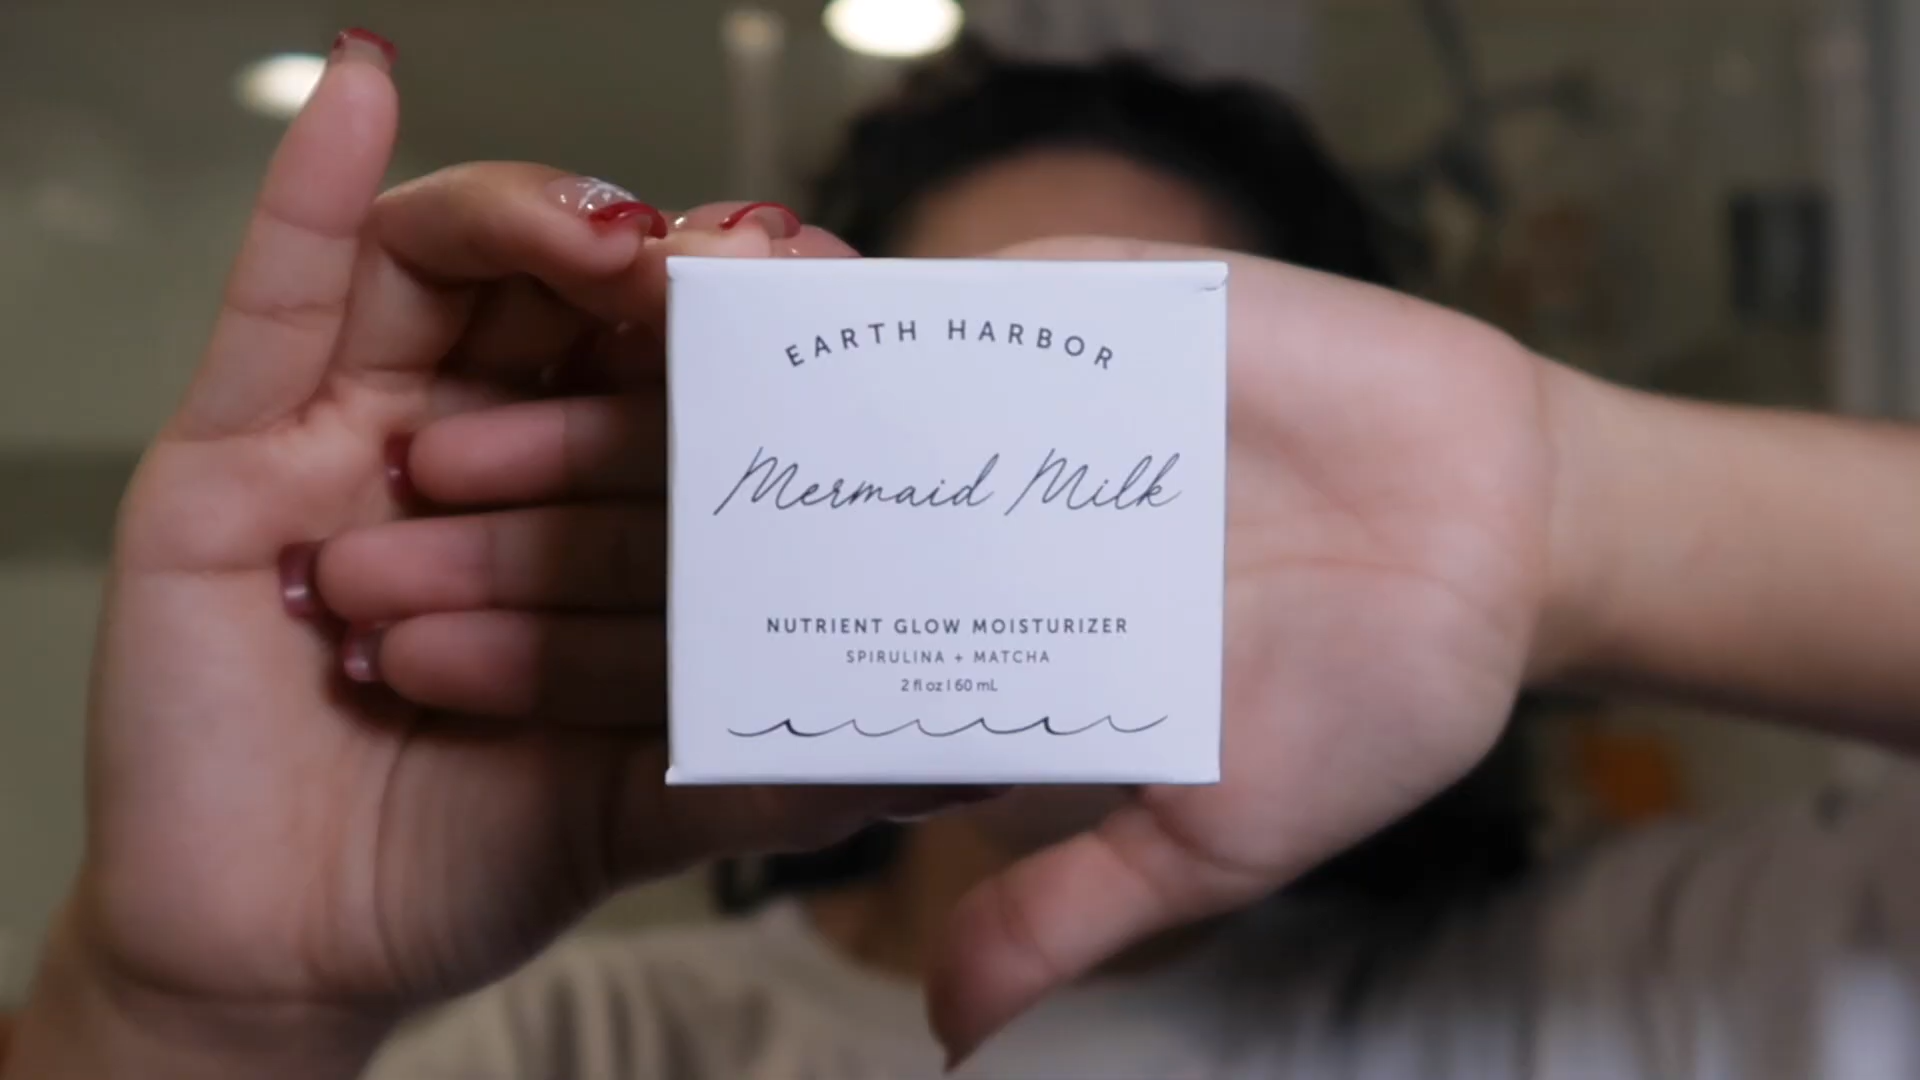 EARTH HARBOR
Mermaid Milk
NUTRIENT GLOW MOISTURIZER
SPIRULINA + MATCHA
2 fl oz | 60 mL